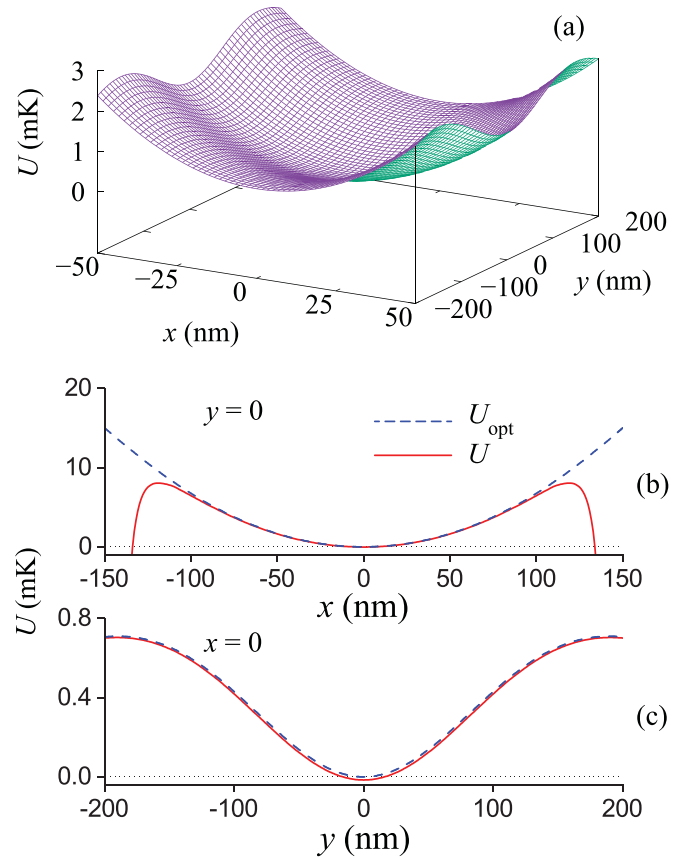 (a)
3
2
1
0
U (mK)
−50
−25
0
25
50
x (nm)
−200
−100
0
100
200
y (nm)
20
10
0
y = 0
U_opt
U
(b)
-150 -100 -50 0 50 100 150
x (nm)
U (mK)
0.8
0.4
0.0
x = 0
(c)
-200 -100 0 100 200
y (nm)